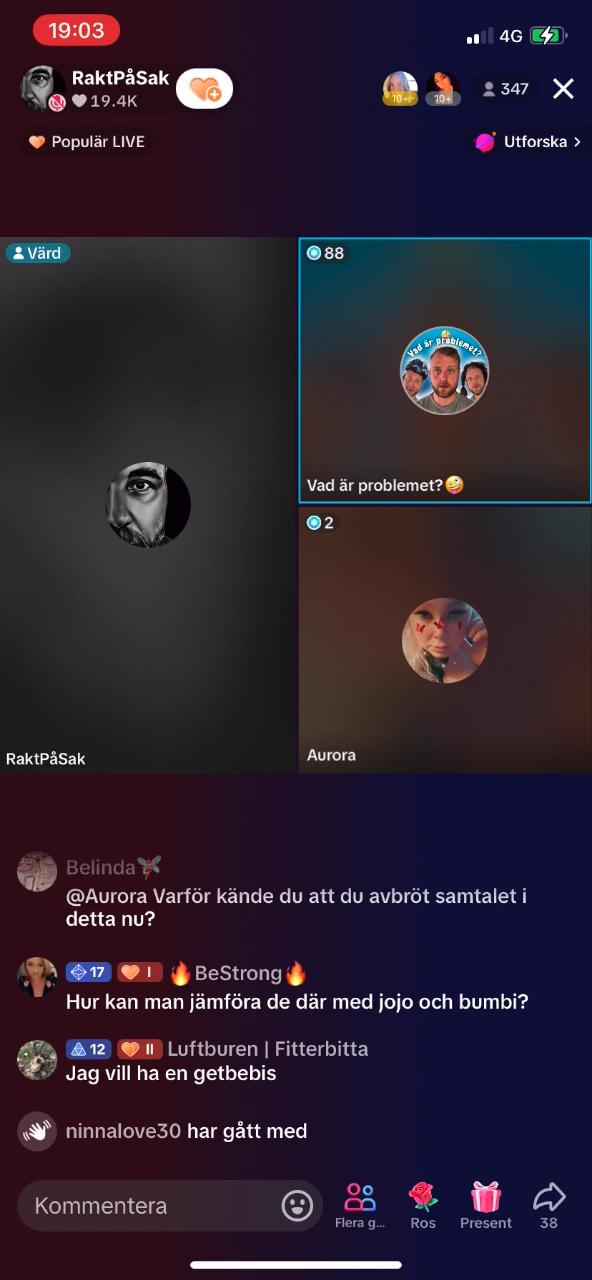 19:03
4G
RaktPåSak
19.4K
10+
10+
347
Populär LIVE
Utforska >
Värd
88
Vad är problemet?
Vad är problemet?🤪
2
RaktPåSak
Aurora
Belinda🧚
@Aurora Varför kände du att du avbröt samtalet i
detta nu?
17 I 🔥BeStrong🔥
Hur kan man jämföra de där med jojo och bumbi?
12 II Luftburen | Fitterbitta
Jag vill ha en getbebis
ninnalove30 har gått med
Kommentera
Flera g...
Ros
Present
38